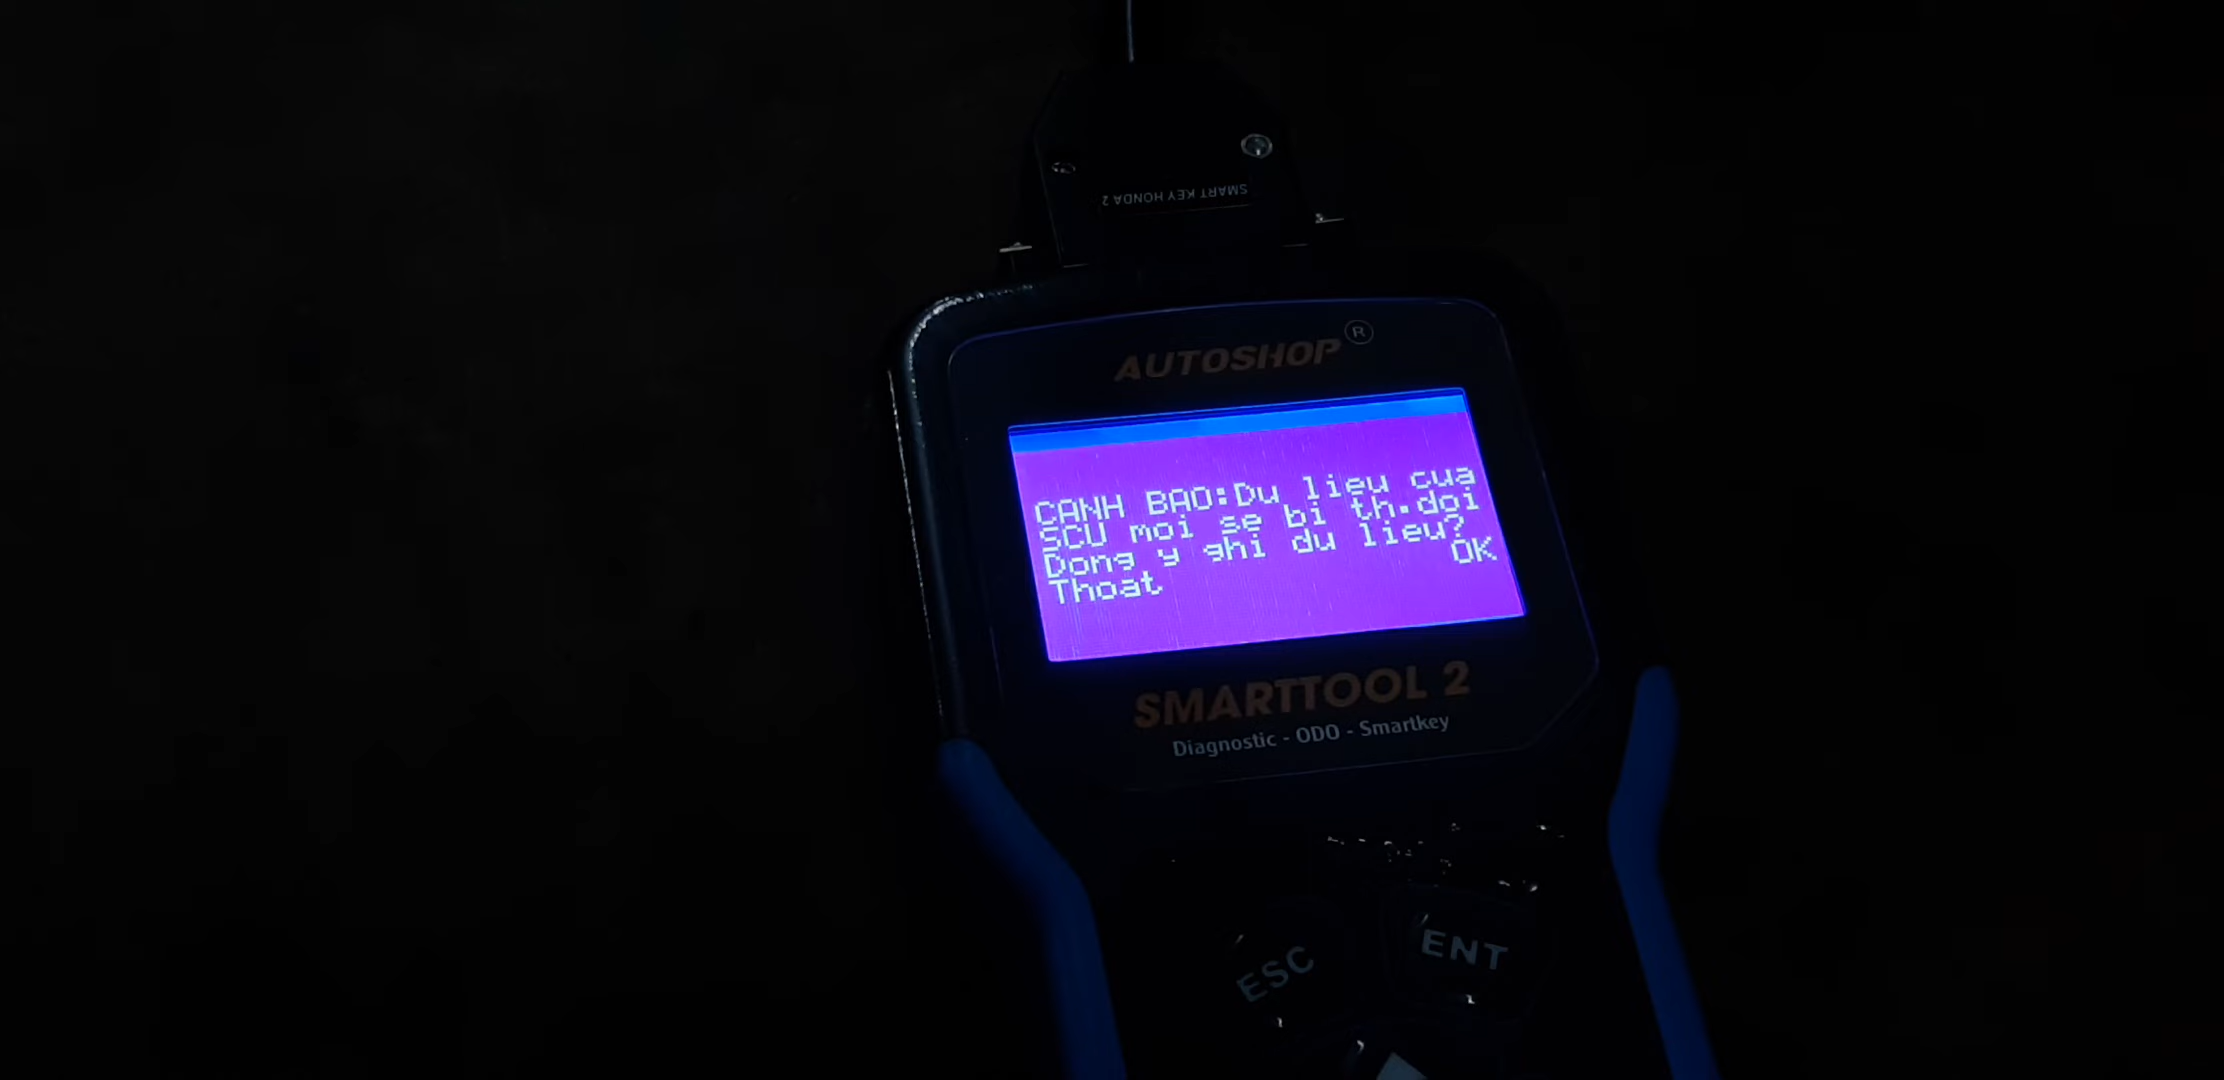 SMART KEY HONDA 2
AUTOSHOP®
CANH BAO:Du lieu cua
SCU moi se bi th.doi
Dong y ghi du lieu?
OK
Thoat
SMARTTOOL 2
Diagnostic - ODO - Smartkey
ESC
ENT